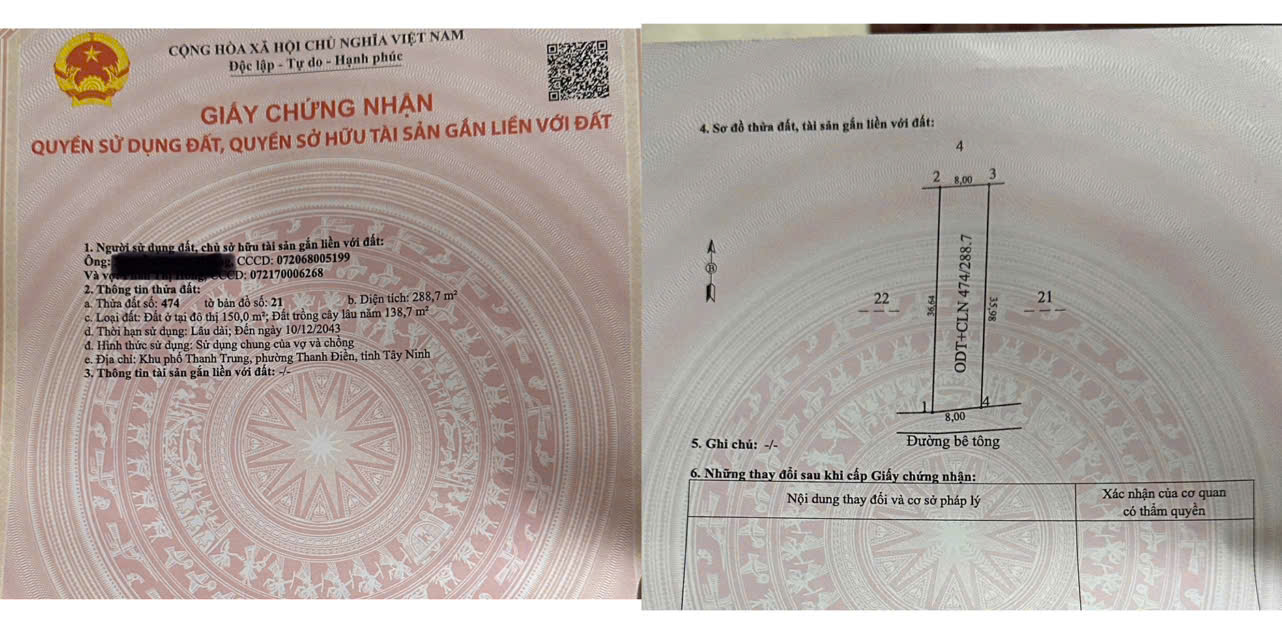 CỘNG HÒA XÃ HỘI CHỦ NGHĨA VIỆT NAM
Độc lập - Tự do - Hạnh phúc
GIẤY CHỨNG NHẬN
QUYỀN SỬ DỤNG ĐẤT, QUYỀN SỞ HỮU TÀI SẢN GẮN LIỀN VỚI ĐẤT
1. Người sử dụng đất, chủ sở hữu tài sản gắn liền với đất:
Ông: CCCD: 072068005199
Và vợ: CCCD: 072170006268
2. Thông tin thửa đất:
a. Thửa đất số: 474 tờ bản đồ số: 21 b. Diện tích: 288,7 m²
c. Loại đất: Đất ở tại đô thị 150,0 m²; Đất trồng cây lâu năm 138,7 m²
d. Thời hạn sử dụng: Lâu dài; Đến ngày 10/12/2043
đ. Hình thức sử dụng: Sử dụng chung của vợ và chồng
e. Địa chỉ: Khu phố Thanh Trung, phường Thanh Điền, tỉnh Tây Ninh
3. Thông tin tài sản gắn liền với đất: -/-
4. Sơ đồ thửa đất, tài sản gắn liền với đất:
4
2 8,00 3
B
22
36,64
ODT+CLN 474/288.7
35,98
21
1 4
8,00
Đường bê tông
5. Ghi chú: -/-
6. Những thay đổi sau khi cấp Giấy chứng nhận:
Nội dung thay đổi và cơ sở pháp lý
Xác nhận của cơ quan
có thẩm quyền